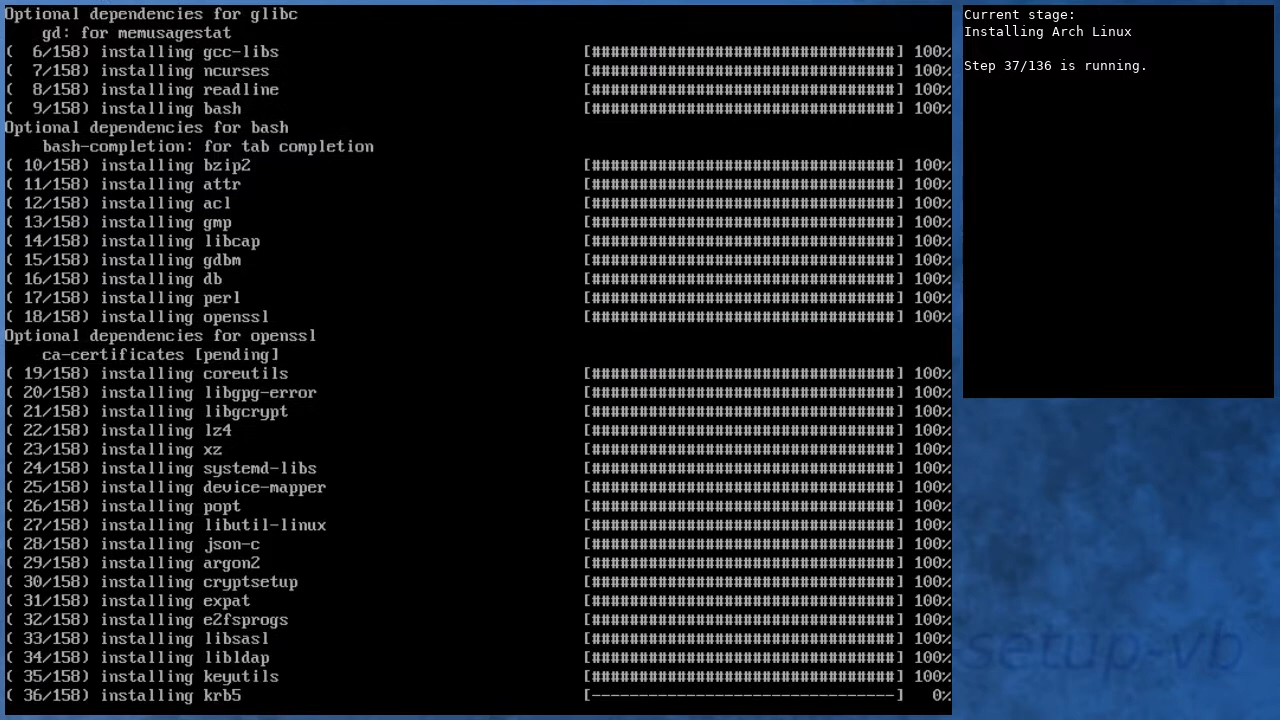 Optional dependencies for glibc
    gd: for memusagestat
(  6/158) installing gcc-libs [################################] 100%
(  7/158) installing ncurses [################################] 100%
(  8/158) installing readline [################################] 100%
(  9/158) installing bash [################################] 100%
Optional dependencies for bash
    bash-completion: for tab completion
( 10/158) installing bzip2 [################################] 100%
( 11/158) installing attr [################################] 100%
( 12/158) installing acl [################################] 100%
( 13/158) installing gmp [################################] 100%
( 14/158) installing libcap [################################] 100%
( 15/158) installing gdbm [################################] 100%
( 16/158) installing db [################################] 100%
( 17/158) installing perl [################################] 100%
( 18/158) installing openssl [################################] 100%
Optional dependencies for openssl
    ca-certificates [pending]
( 19/158) installing coreutils [################################] 100%
( 20/158) installing libgpg-error [################################] 100%
( 21/158) installing libgcrypt [################################] 100%
( 22/158) installing lz4 [################################] 100%
( 23/158) installing xz [################################] 100%
( 24/158) installing systemd-libs [################################] 100%
( 25/158) installing device-mapper [################################] 100%
( 26/158) installing popt [################################] 100%
( 27/158) installing libutil-linux [################################] 100%
( 28/158) installing json-c [################################] 100%
( 29/158) installing argon2 [################################] 100%
( 30/158) installing cryptsetup [################################] 100%
( 31/158) installing expat [################################] 100%
( 32/158) installing e2fsprogs [################################] 100%
( 33/158) installing libsasl [################################] 100%
( 34/158) installing libldap [################################] 100%
( 35/158) installing keyutils [################################] 100%
( 36/158) installing krb5 [--------------------------------] 0%
Current stage:
Installing Arch Linux
Step 37/136 is running.
setup-vb